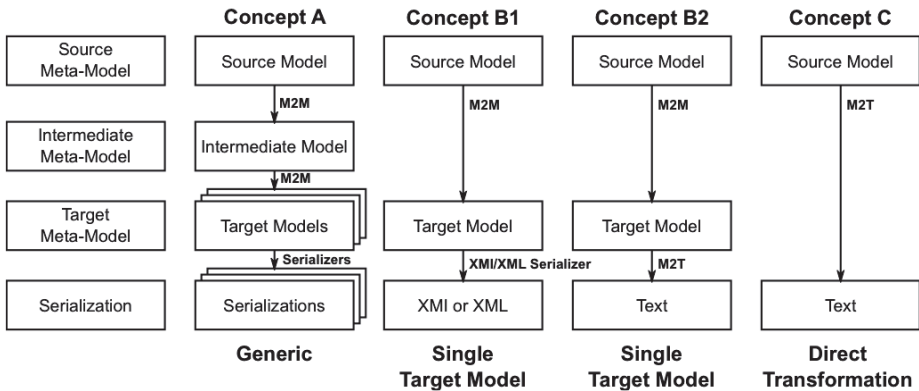 Concept A
Concept B1
Concept B2
Concept C
Source
Meta-Model
Source Model
Source Model
Source Model
Source Model
M2M
M2M
M2M
M2T
Intermediate
Meta-Model
Intermediate Model
M2M
Target
Meta-Model
Target Models
Target Model
Target Model
Serializers
XMI/XML Serializer
M2T
Serialization
Serializations
XMI or XML
Text
Text
Generic
Single
Target Model
Single
Target Model
Direct
Transformation